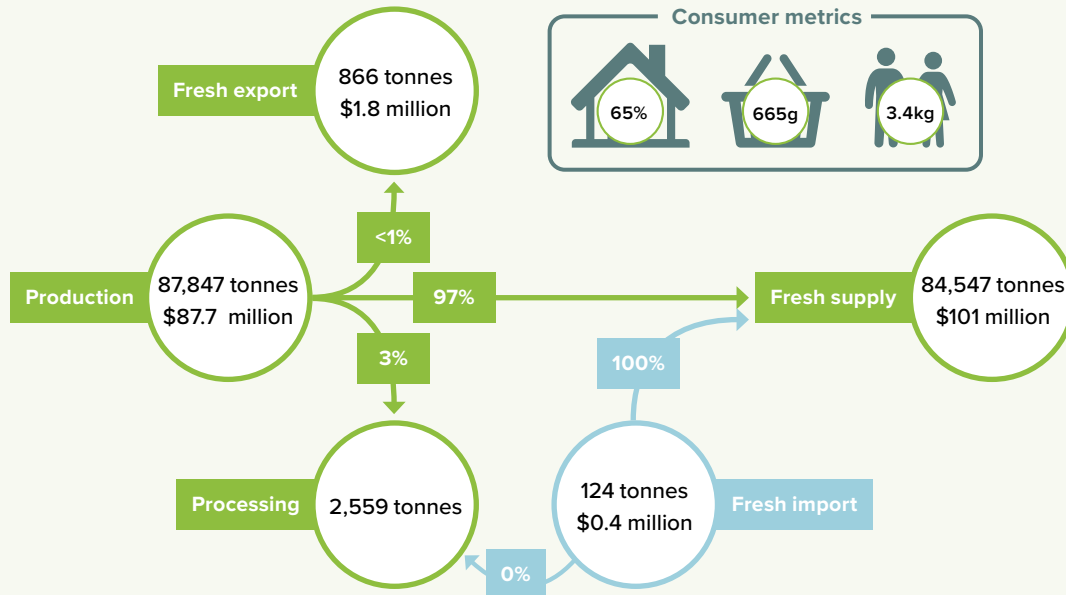 Consumer metrics
65%
665g
3.4kg
Fresh export
866 tonnes
$1.8 million
<1%
Production
87,847 tonnes
$87.7 million
97%
Fresh supply
84,547 tonnes
$101 million
3%
100%
Processing
2,559 tonnes
124 tonnes
$0.4 million
Fresh import
0%